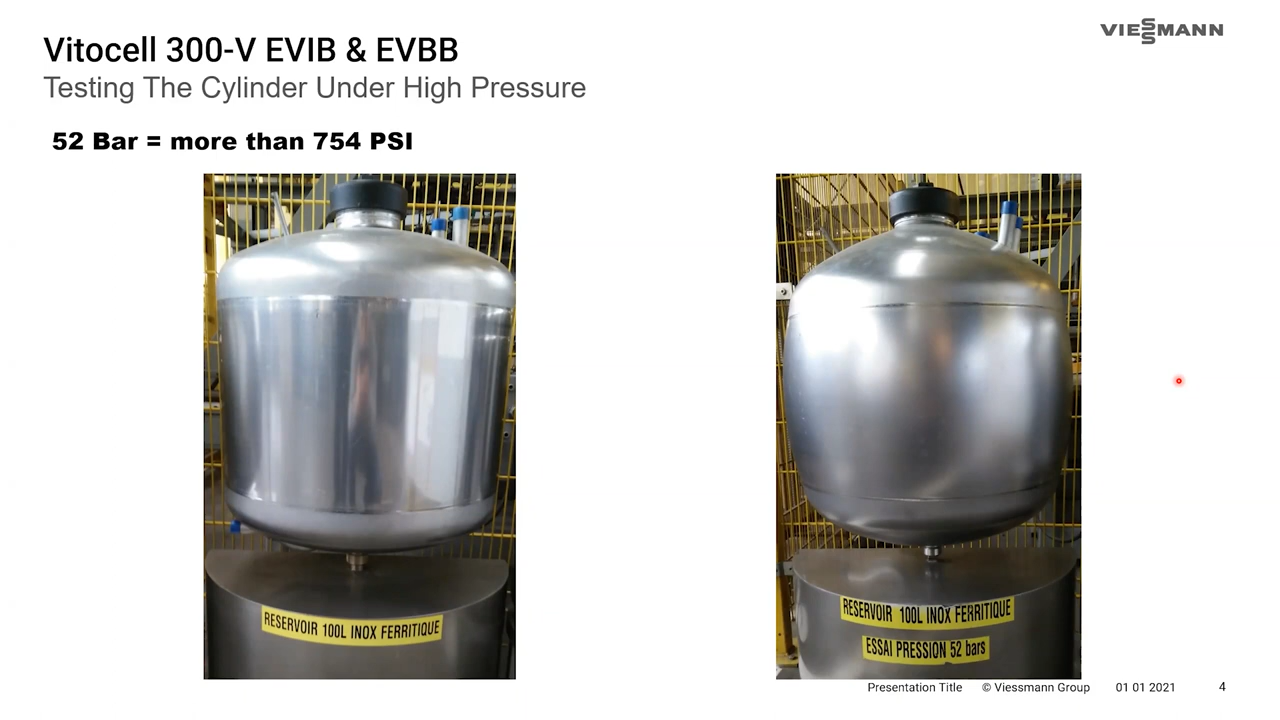 VIESSMANN
Vitocell 300-V EVIB & EVBB
Testing The Cylinder Under High Pressure
52 Bar = more than 754 PSI
RESERVOIR 100L INOX FERRITIQUE
RESERVOIR 100L INOX FERRITIQUE
ESSAI PRESSION 52 bars
Presentation Title © Viessmann Group 01 01 2021 4